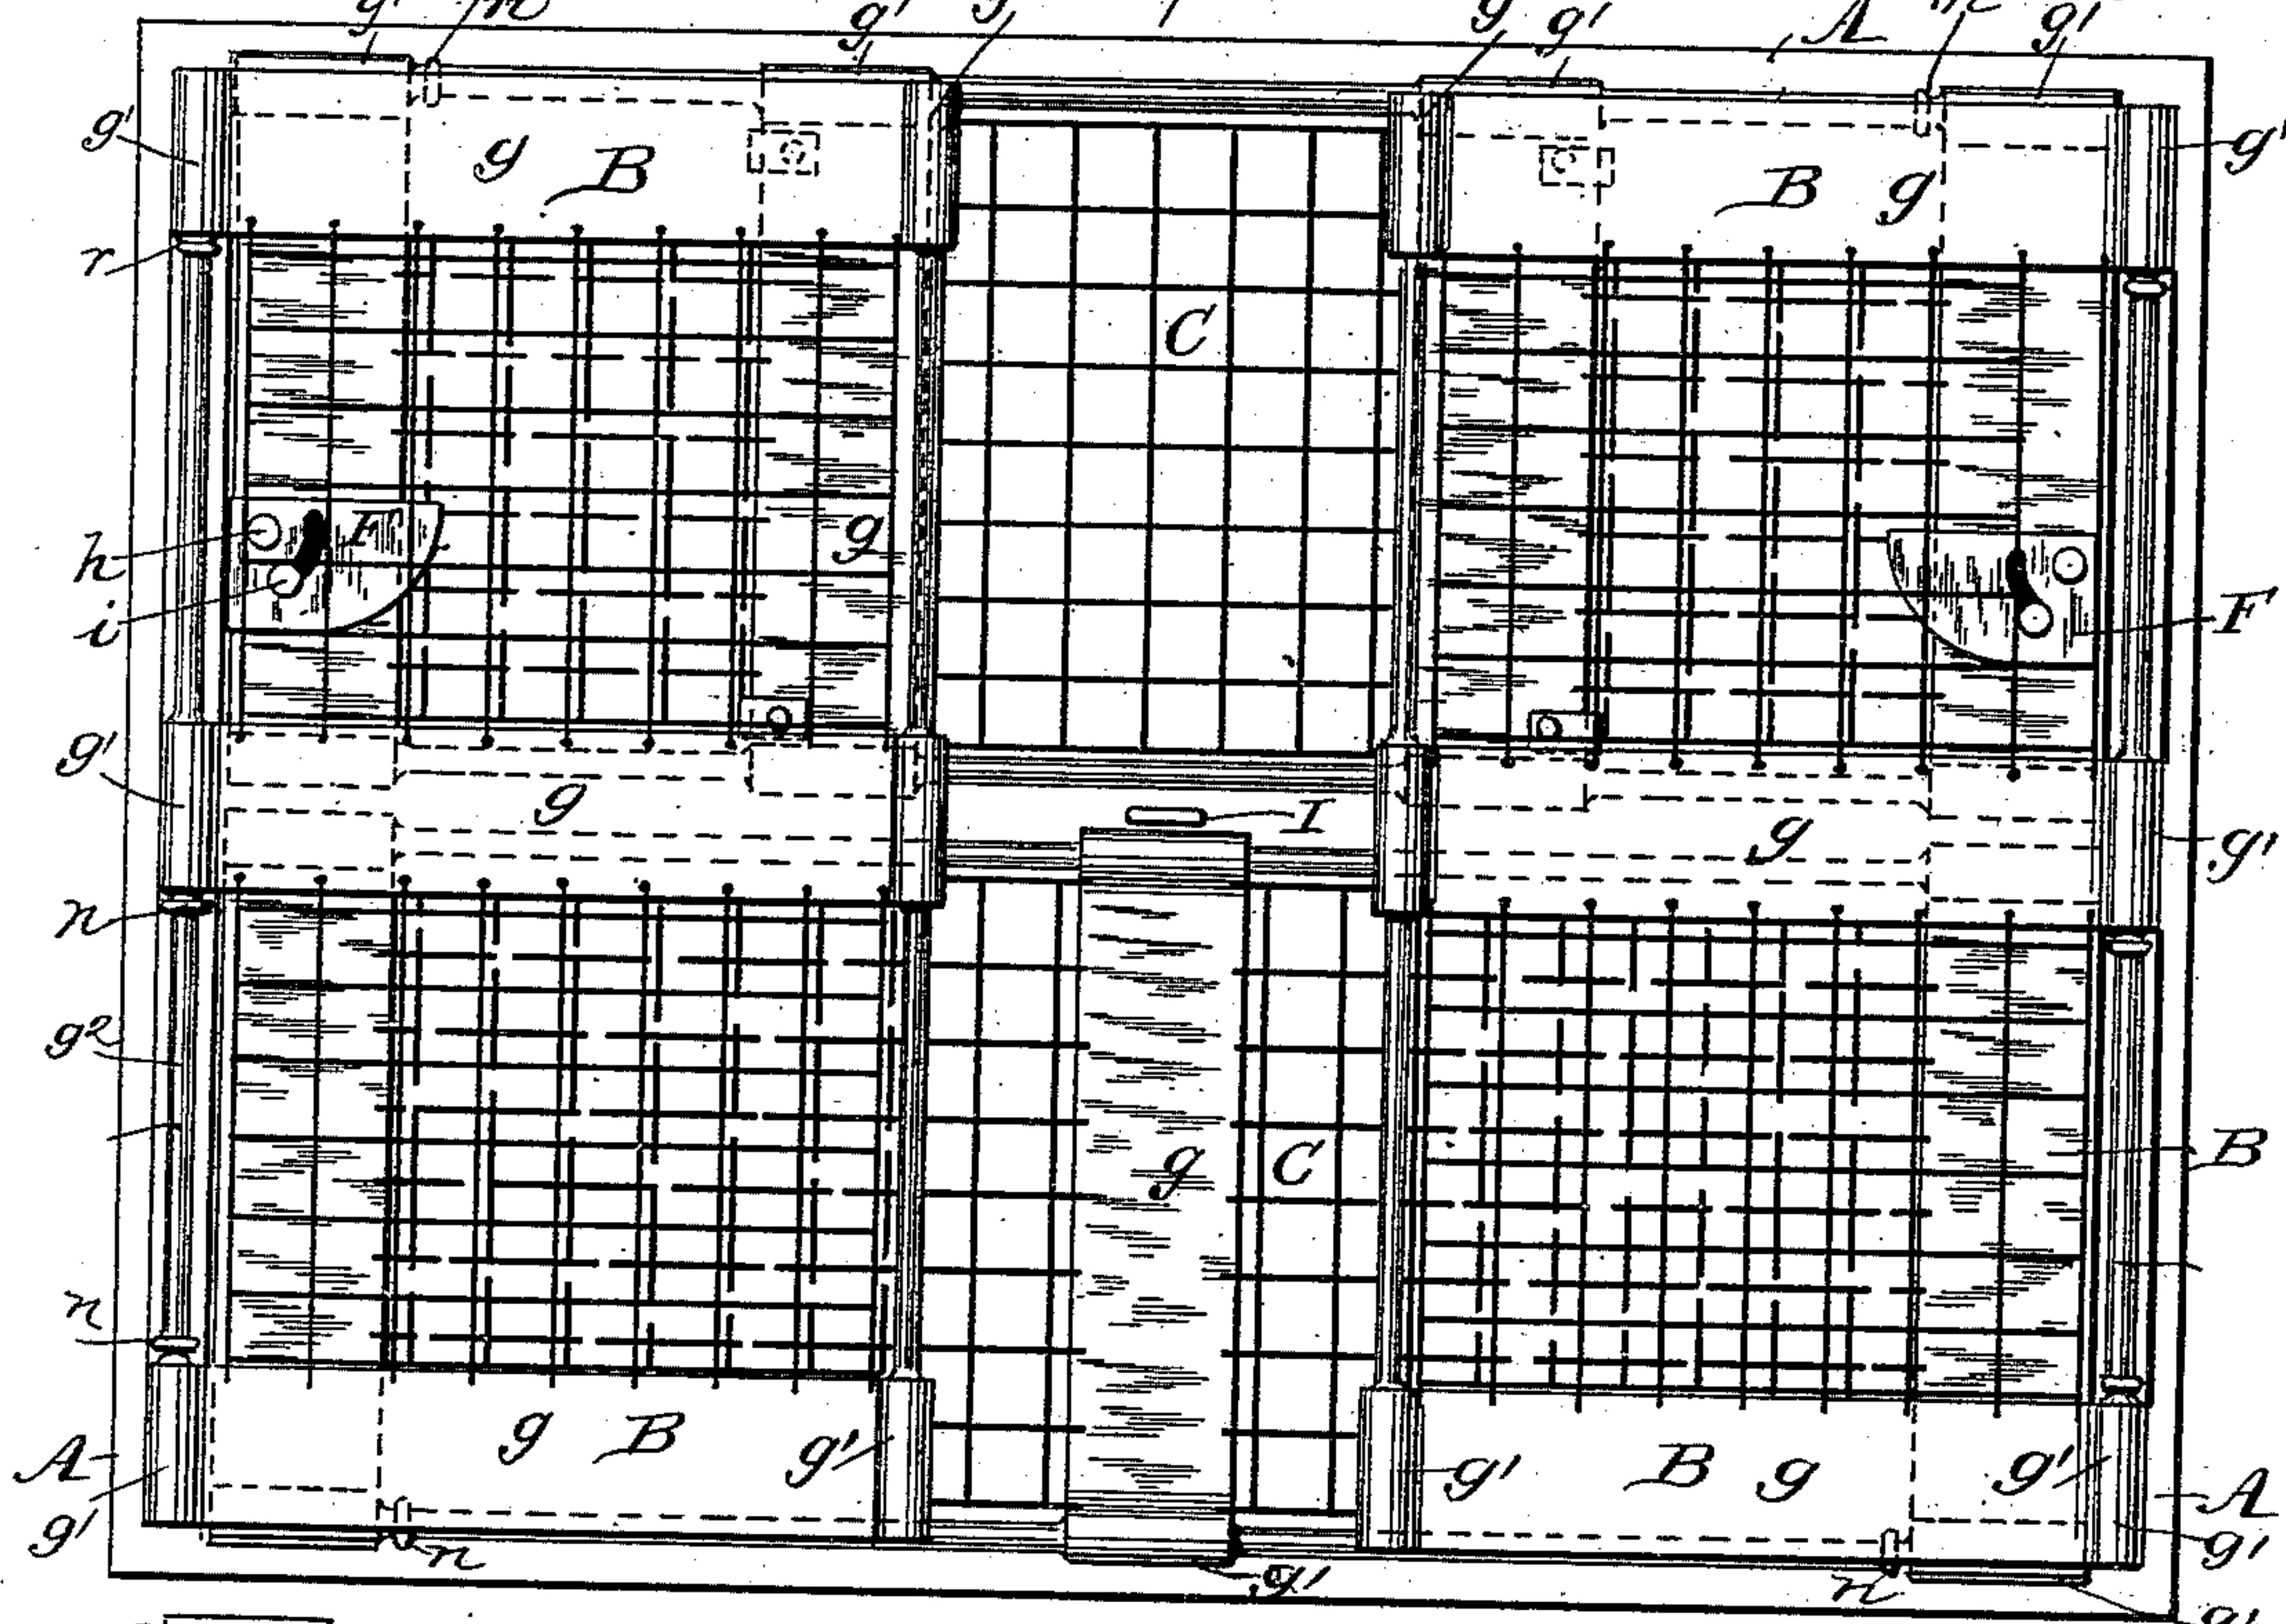 g' n g' g g g' A n g'
g' g B B g g'
r
C
h F g
i F
g'
g I g g'
n
g² B
g C
n
g B g' g' B g g'
A A
g' n g' n g'
g'